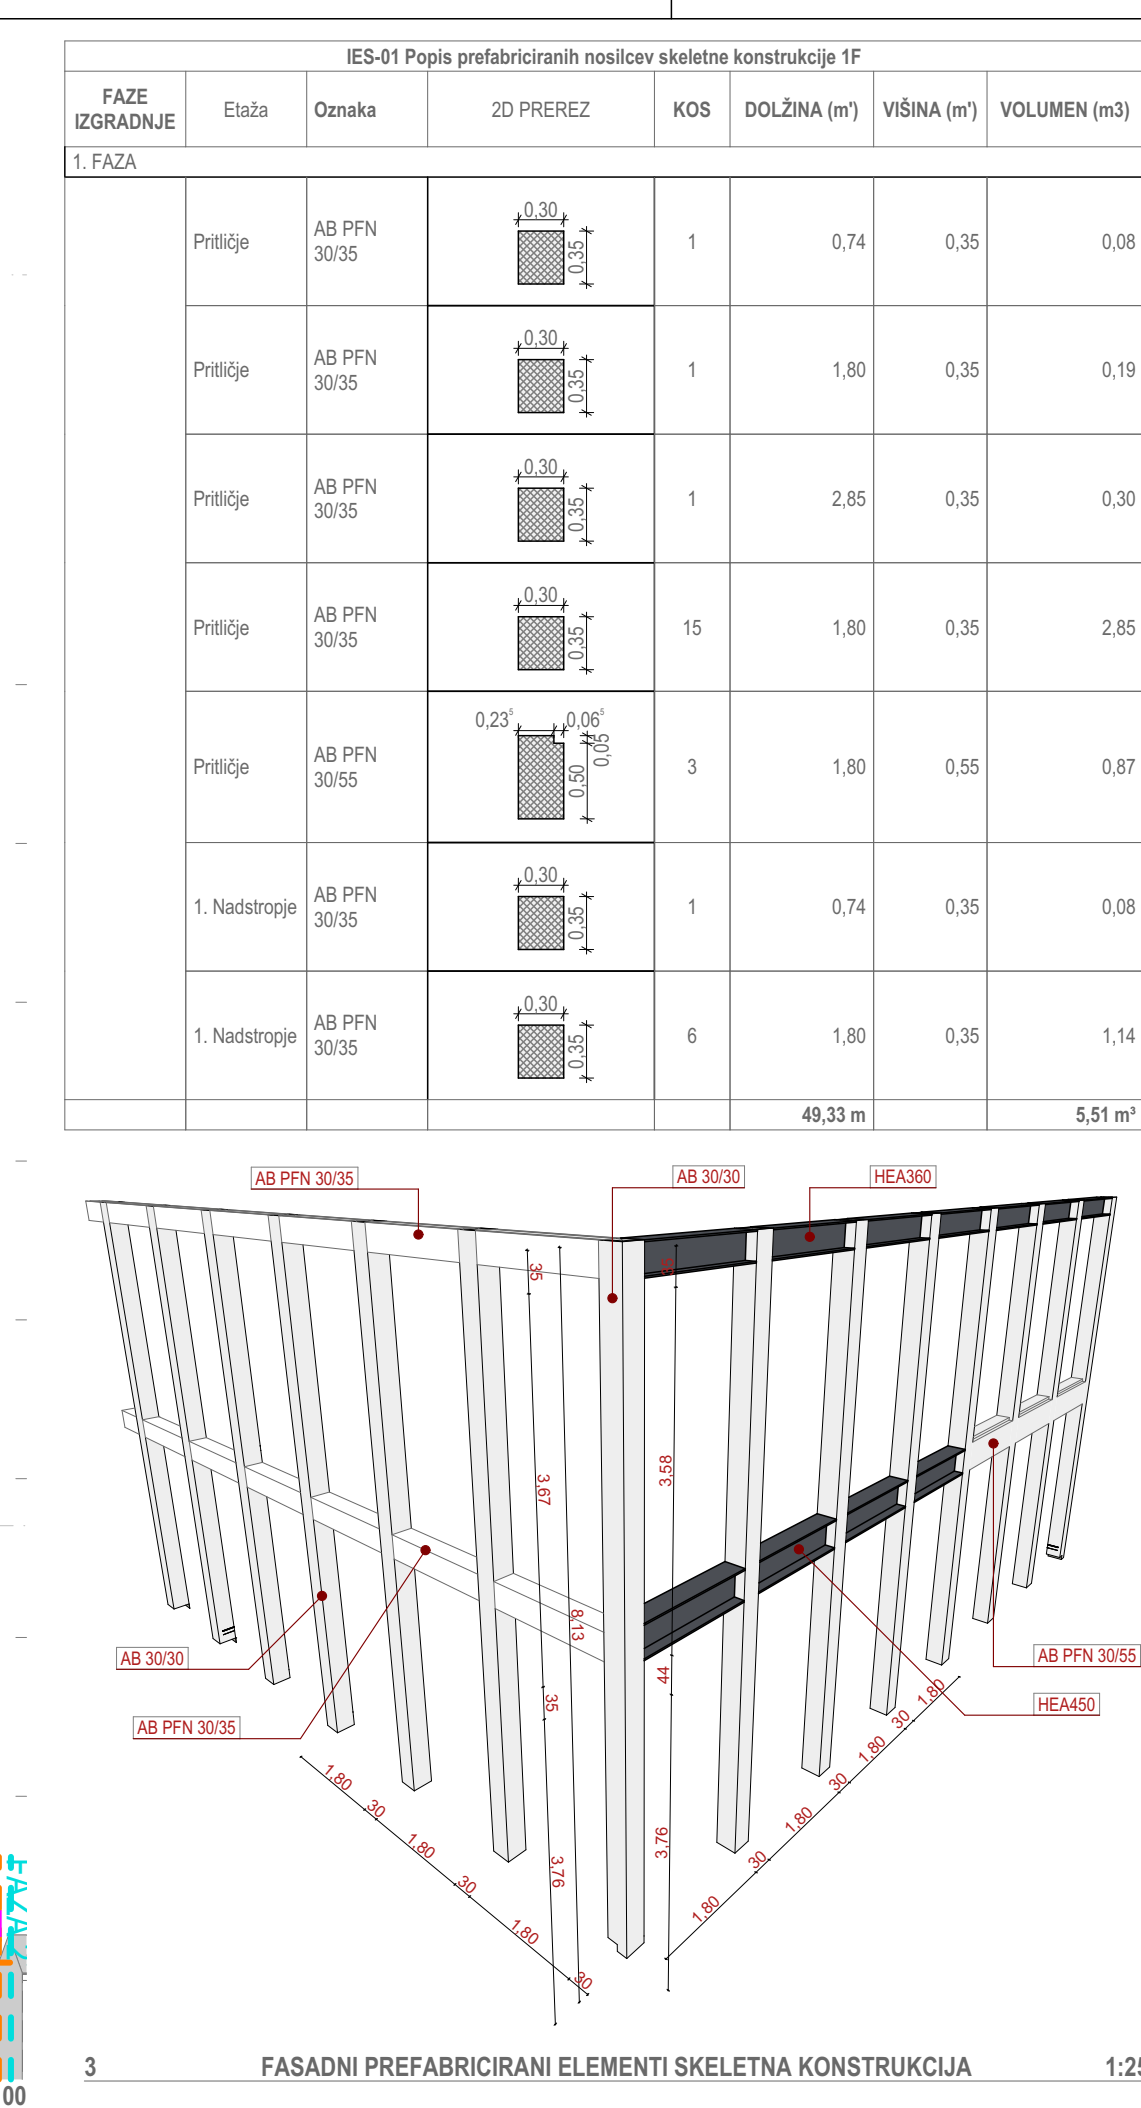 IES-01 Popis prefabriciranih nosilcev skeletne konstrukcije 1F
FAZE IZGRADNJE Etaža Oznaka 2D PREREZ KOS DOLŽINA (m') VIŠINA (m') VOLUMEN (m3)
1. FAZA
Pritličje AB PFN 30/35 0,30 0,35 1 0,74 0,35 0,08
Pritličje AB PFN 30/35 0,30 0,35 1 1,80 0,35 0,19
Pritličje AB PFN 30/35 0,30 0,35 1 2,85 0,35 0,30
Pritličje AB PFN 30/35 0,30 0,35 15 1,80 0,35 2,85
Pritličje AB PFN 30/55 0,23⁵ 0,06⁵ 0,05 0,50 3 1,80 0,55 0,87
1. Nadstropje AB PFN 30/35 0,30 0,35 1 0,74 0,35 0,08
1. Nadstropje AB PFN 30/35 0,30 0,35 6 1,80 0,35 1,14
49,33 m 5,51 m³
AB PFN 30/35
AB 30/30
HEA360
35
3,67
8,13
35
3,76
3,58
44
3,76
AB 30/30
AB PFN 30/35
AB PFN 30/55
HEA450
1,80
30
1,80
30
1,80
30
1,80
30
1,80
30
1,80
30
1,80
3 FASADNI PREFABRICIRANI ELEMENTI SKELETNA KONSTRUKCIJA 1:25
00